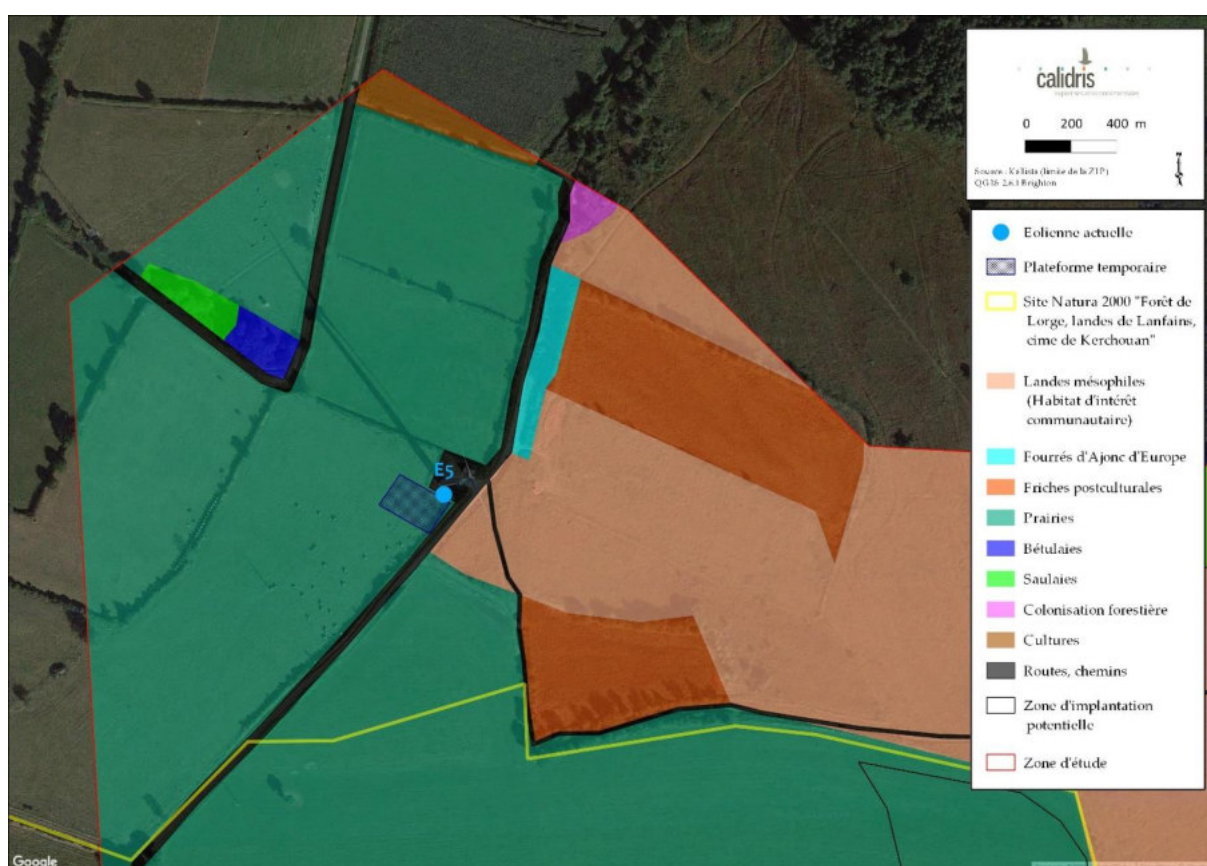 calidris
0 200 400 m
Source : Kallista (limite de la ZIP)
QGIS 2.6.1 Brighton
Eolienne actuelle
Plateforme temporaire
Site Natura 2000 "Forêt de
Lorge, landes de Lanfains,
cime de Kerchouan"
Landes mésophiles
(Habitat d'intérêt
communautaire)
Fourrés d'Ajonc d'Europe
Friches postculturales
Prairies
Bétulaies
Saulaies
Colonisation forestière
Cultures
Routes, chemins
Zone d'implantation
potentielle
Zone d'étude
E5
Google